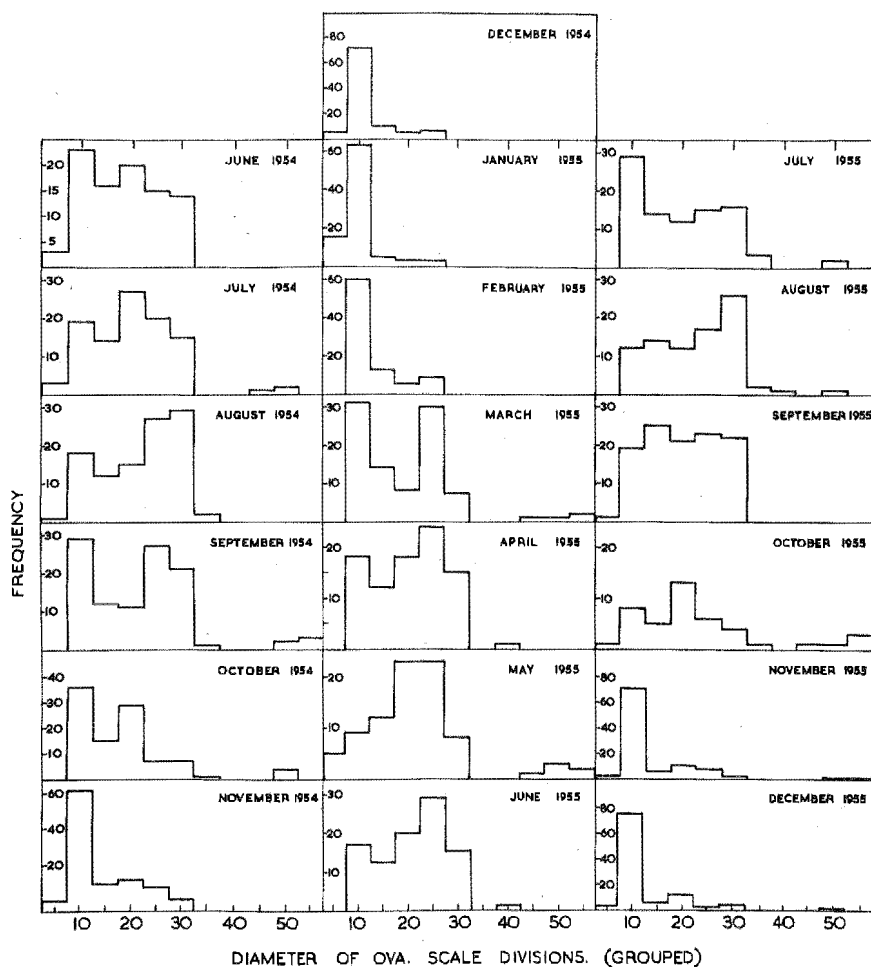 DECEMBER 1954
80
60
40
20
JUNE 1954
20
15
10
5
JANUARY 1955
60
40
20
JULY 1955
30
20
10
JULY 1954
30
20
10
FEBRUARY 1955
60
40
20
AUGUST 1955
30
20
10
AUGUST 1954
30
20
10
MARCH 1955
30
20
10
SEPTEMBER 1955
30
20
10
SEPTEMBER 1954
30
20
10
APRIL 1955
20
10
OCTOBER 1955
20
10
OCTOBER 1954
40
30
20
10
MAY 1955
20
10
NOVEMBER 1955
80
60
40
20
NOVEMBER 1954
60
40
20
JUNE 1955
30
20
10
DECEMBER 1955
80
60
40
20
FREQUENCY
10 20 30 40 50 10 20 30 40 50 10 20 30 40 50
DIAMETER OF OVA. SCALE DIVISIONS. (GROUPED)